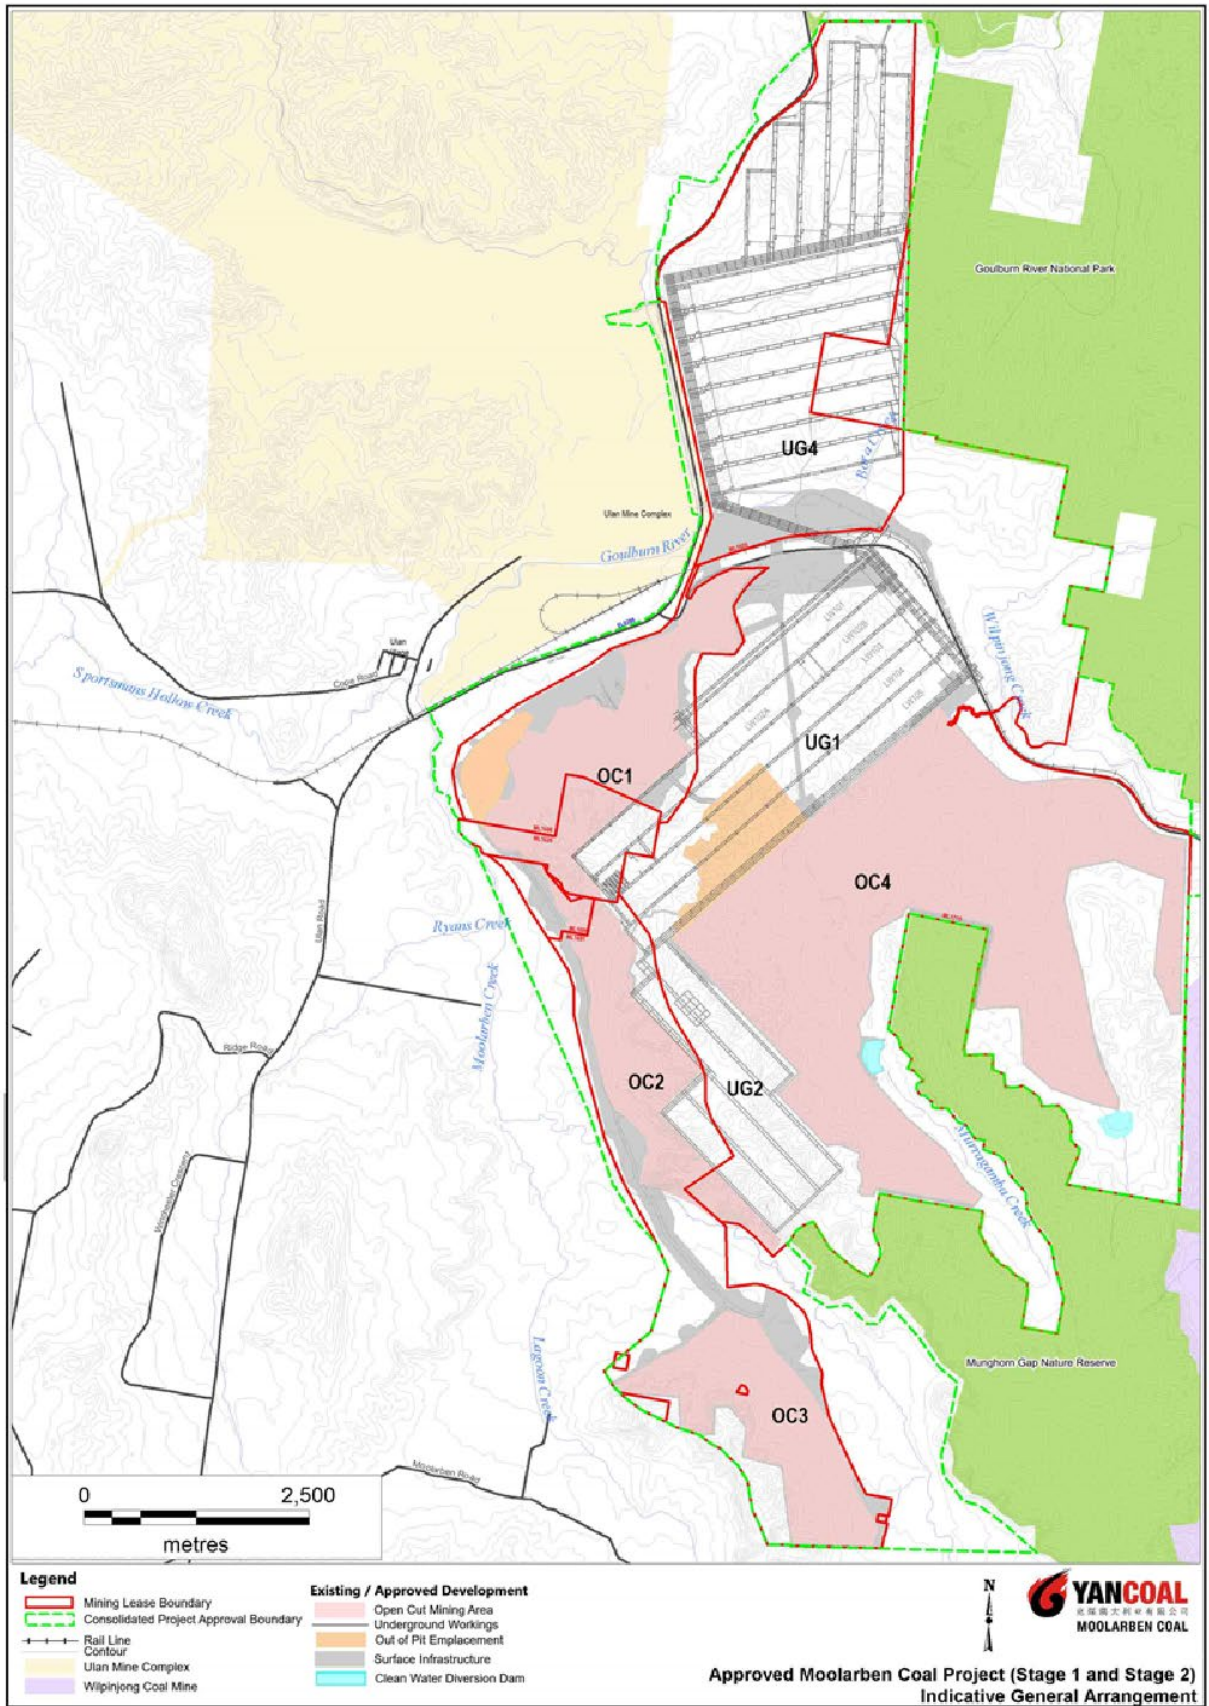 Goulburn River National Park
UG4
Ulan Mine Complex
Goulburn River
Ulan
Cope Road
Sportsmans Hollow Creek
Wilpinjong Creek
UG1
OC1
OC4
Ulan Road
Ryans Creek
Moolarben Creek
Ridge Road
OC2
UG2
Murragamba Creek
Lagoon Creek
Munghorn Gap Nature Reserve
OC3
Moolarben Road
0 2,500
metres
Legend
Mining Lease Boundary
Consolidated Project Approval Boundary
Rail Line
Contour
Ulan Mine Complex
Wilpinjong Coal Mine
Existing / Approved Development
Open Cut Mining Area
Underground Workings
Out of Pit Emplacement
Surface Infrastructure
Clean Water Diversion Dam
N
YANCOAL
MOOLARBEN COAL
Approved Moolarben Coal Project (Stage 1 and Stage 2)
Indicative General Arrangement